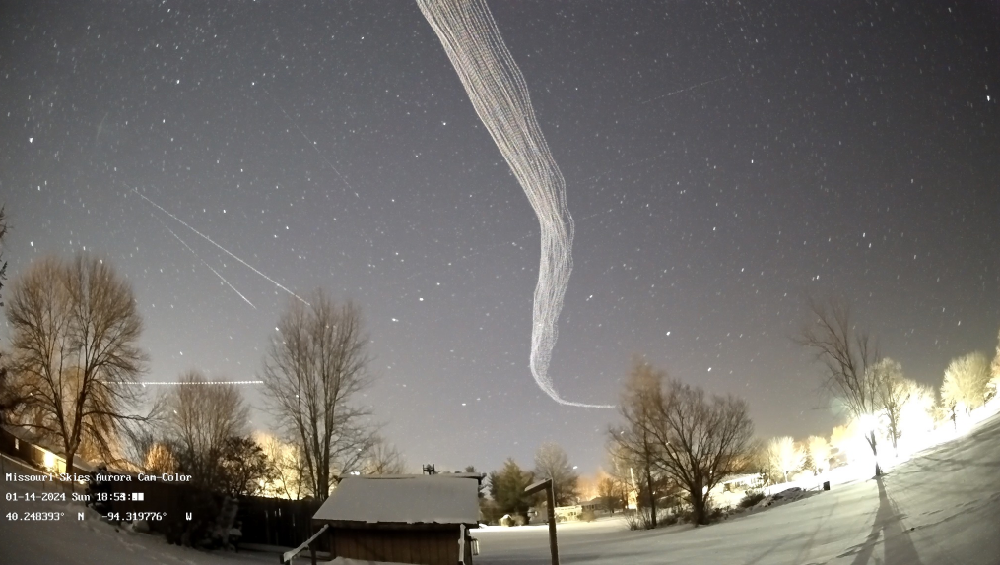 Missouri Skies Aurora Cam-Color
01-14-2024 Sun
40.248393° N -94.319776° W